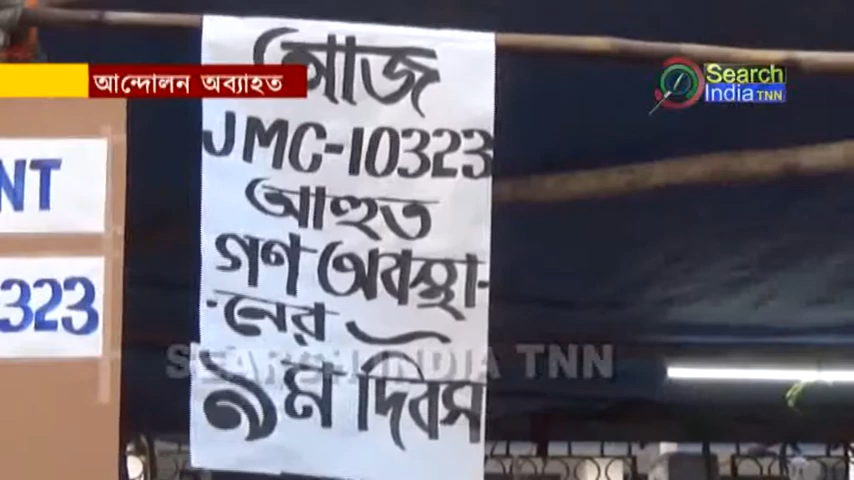 আন্দোলন অব্যাহত
Search
India TNN
NT
323
আজ
JMC-10323
আহুত
গণ অবস্থা-
-নের
৯ম দিবস
SEARCH INDIA TNN